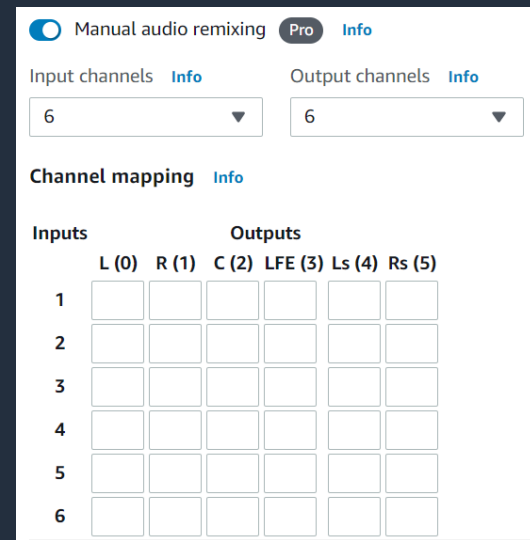 Manual audio remixing Pro Info
Input channels Info Output channels Info
6 6
Channel mapping Info
Inputs Outputs
L (0) R (1) C (2) LFE (3) Ls (4) Rs (5)
1
2
3
4
5
6